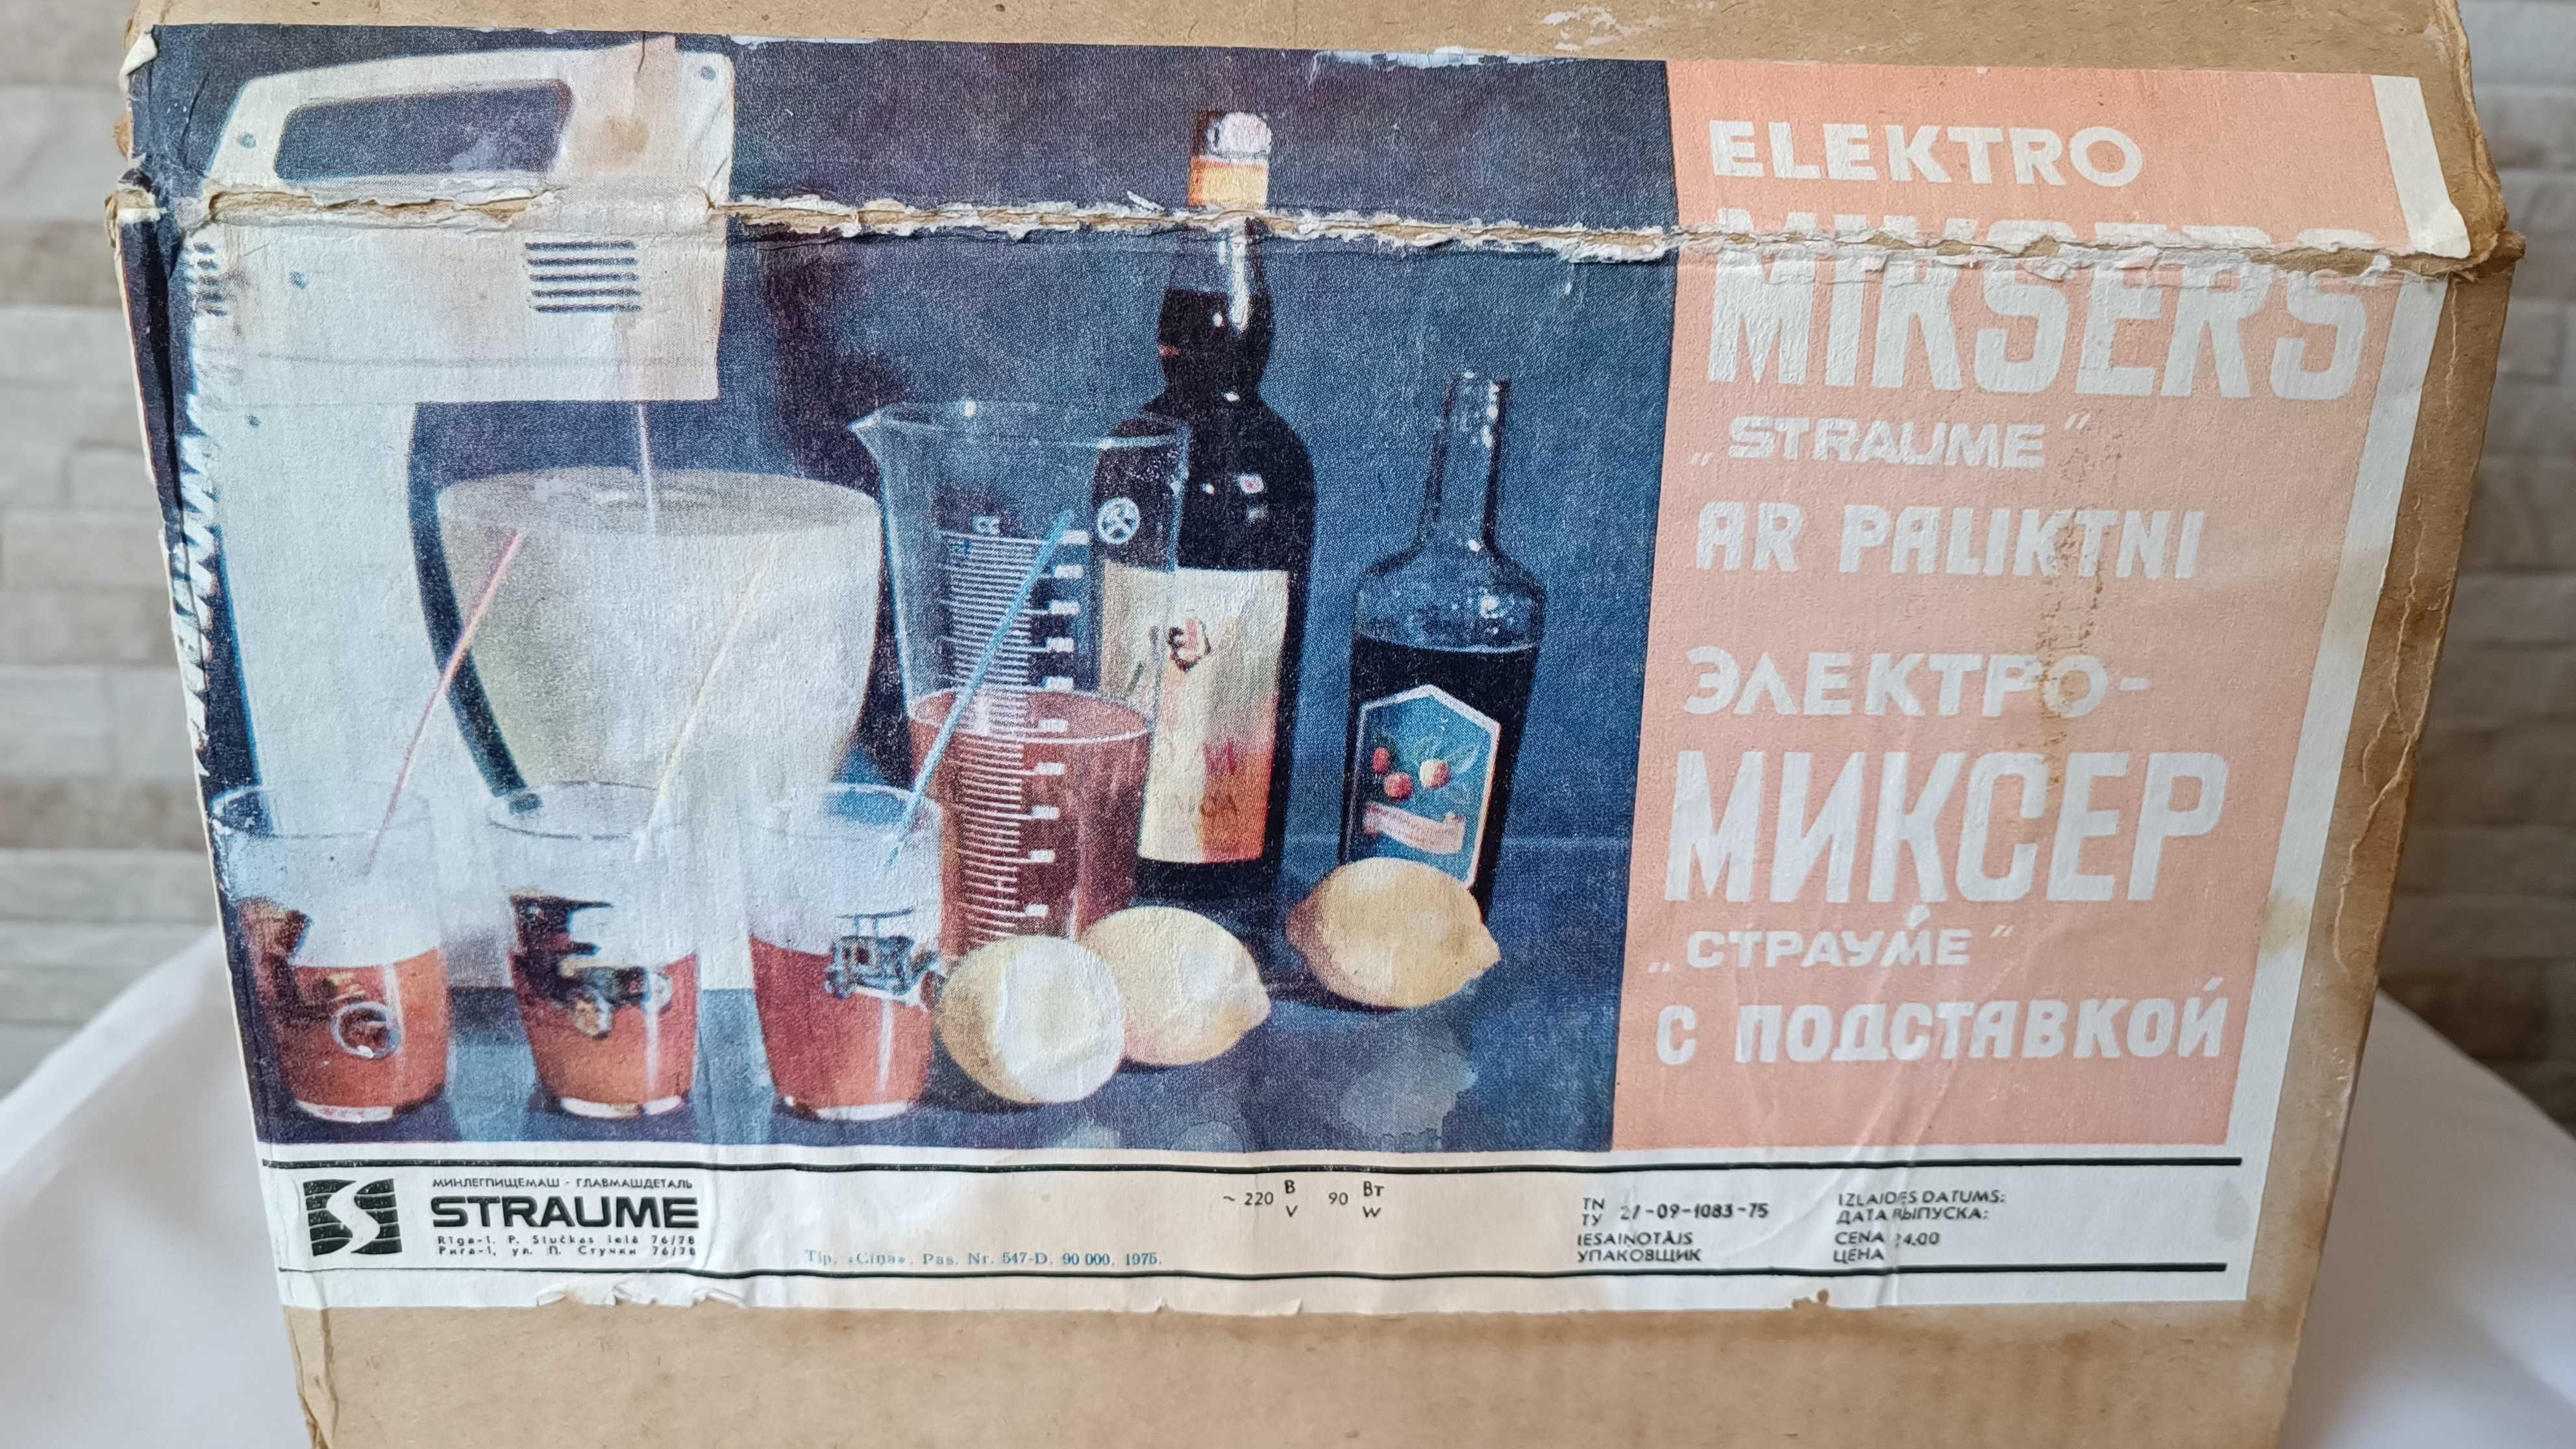 ELEKTRO
MIKSERS
„STRAUME“
AR PALIKTNI
ЭЛЕКТРО-
МИКСЕР
„СТРАУМЕ“
С ПОДСТАВКОЙ
МИНЛЕГПИЩЕМАШ · ГЛАВМАШДЕТАЛЬ
STRAUME
Rīgа-1, P. Stučkas ielā 76/78
Рига-1, ул. П. Стучки 76/78
Tip. «Cīņa». Pas. Nr. 547-D. 90 000. 1975.
~ 220 В V 90 Вт W
TN
ТУ 27-09-1083-75
IESAIŅOTĀJS
УПАКОВЩИК
IZLAIDES DATUMS:
ДАТА ВЫПУСКА:
CENA 24.00
ЦЕНА